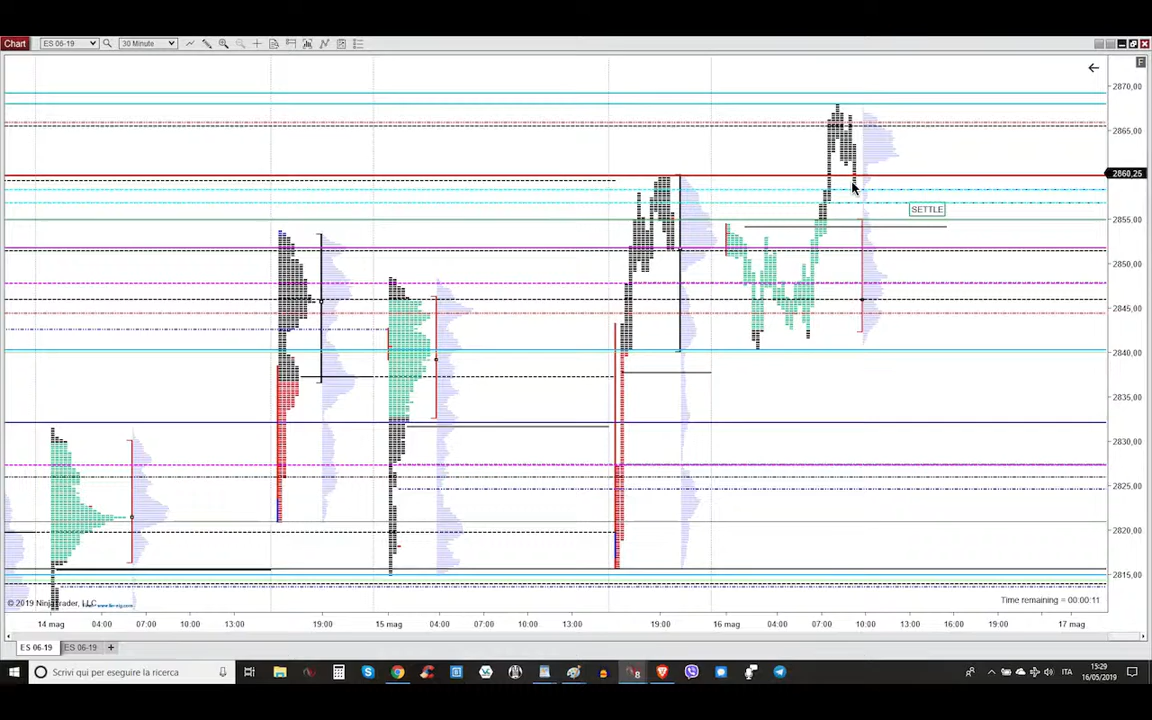 Chart
ES 06-19
30 Minute
F
2870,00
2865,00
2860,25
2855,00
SETTLE
2850,00
2845,00
2840,00
2835,00
2830,00
2825,00
2820,00
2815,00
© 2019 NinjaTrader, LLC
Time remaining = 00:00:11
14 mag 04:00 07:00 10:00 13:00 19:00 15 mag 04:00 07:00 10:00 13:00 19:00 16 mag 04:00 07:00 10:00 13:00 16:00 19:00 17 mag
ES 06-19 ES 06-19 +
Scrivi qui per eseguire la ricerca
8
ITA
15:29
16/05/2019